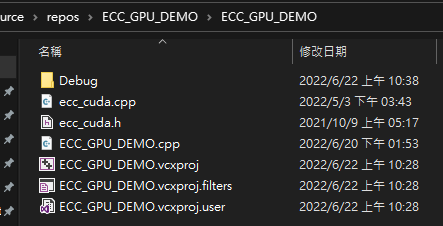 ource › repos › ECC_GPU_DEMO › ECC_GPU_DEMO
名稱 修改日期
Debug 2022/6/22 上午 10:38
ecc_cuda.cpp 2022/5/3 下午 03:43
ecc_cuda.h 2021/10/9 上午 05:17
ECC_GPU_DEMO.cpp 2022/6/20 下午 01:53
ECC_GPU_DEMO.vcxproj 2022/6/22 上午 10:28
ECC_GPU_DEMO.vcxproj.filters 2022/6/22 上午 10:28
ECC_GPU_DEMO.vcxproj.user 2022/6/22 上午 10:28